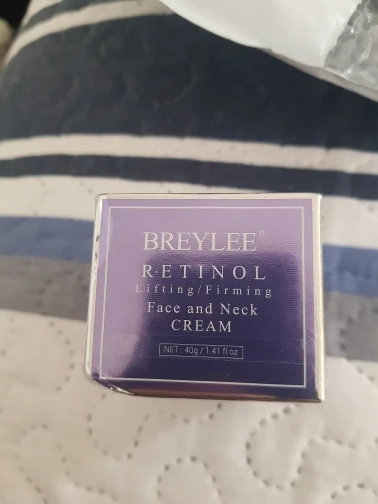 BREYLEE®
RETINOL
Lifting/Firming
Face and Neck
CREAM
NET : 40g / 1.41 fl oz